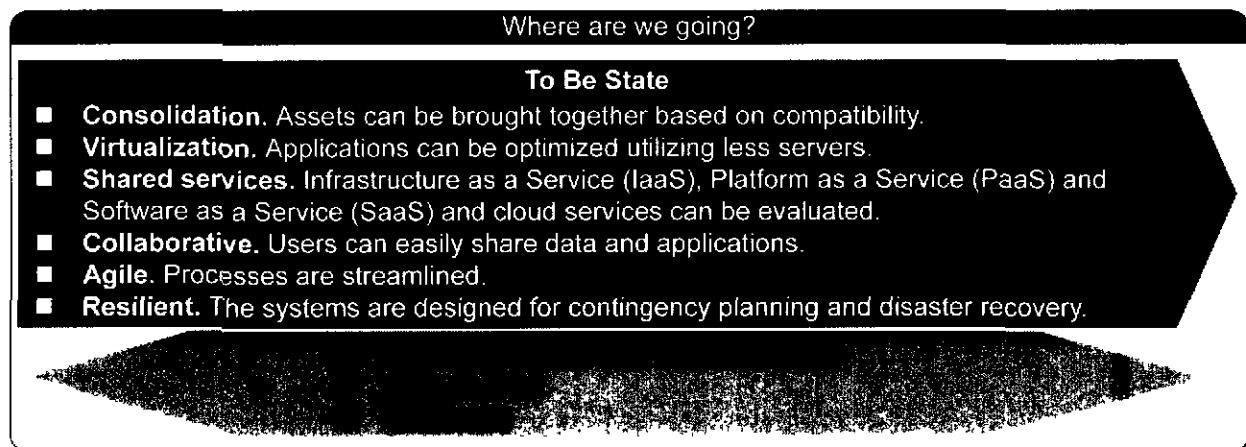 Where are we going?
To Be State
■ Consolidation. Assets can be brought together based on compatibility.
■ Virtualization. Applications can be optimized utilizing less servers.
■ Shared services. Infrastructure as a Service (IaaS), Platform as a Service (PaaS) and
Software as a Service (SaaS) and cloud services can be evaluated.
■ Collaborative. Users can easily share data and applications.
■ Agile. Processes are streamlined.
■ Resilient. The systems are designed for contingency planning and disaster recovery.